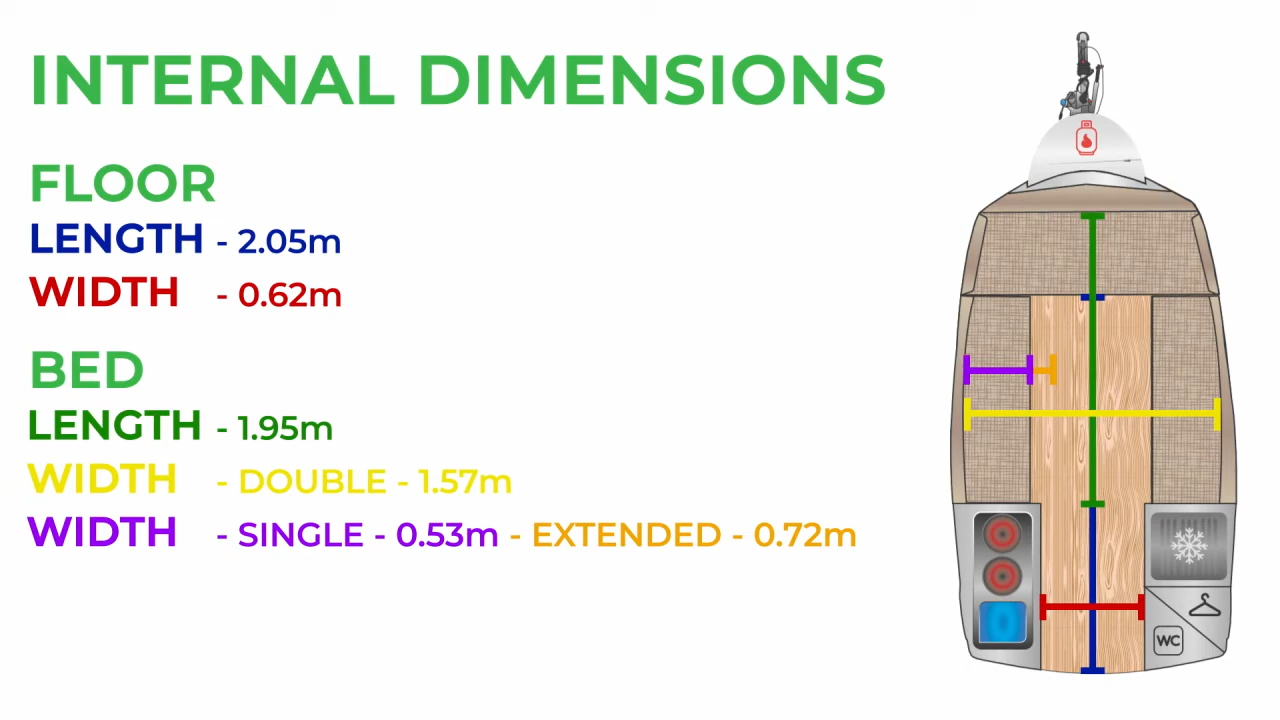 INTERNAL DIMENSIONS
FLOOR
LENGTH - 2.05m
WIDTH - 0.62m
BED
LENGTH - 1.95m
WIDTH - DOUBLE - 1.57m
WIDTH - SINGLE - 0.53m - EXTENDED - 0.72m
WC